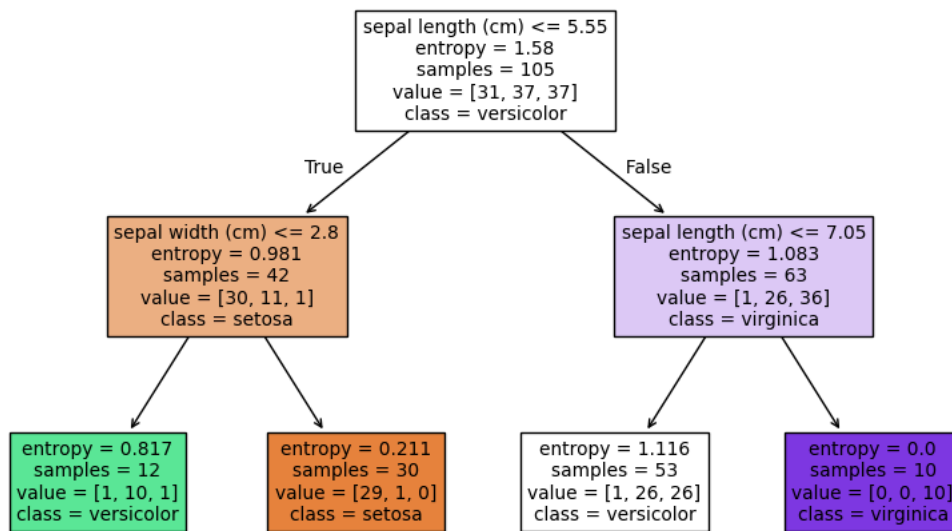 sepal length (cm) <= 5.55
entropy = 1.58
samples = 105
value = [31, 37, 37]
class = versicolor
True
False
sepal width (cm) <= 2.8
entropy = 0.981
samples = 42
value = [30, 11, 1]
class = setosa
sepal length (cm) <= 7.05
entropy = 1.083
samples = 63
value = [1, 26, 36]
class = virginica
entropy = 0.817
samples = 12
value = [1, 10, 1]
class = versicolor
entropy = 0.211
samples = 30
value = [29, 1, 0]
class = setosa
entropy = 1.116
samples = 53
value = [1, 26, 26]
class = versicolor
entropy = 0.0
samples = 10
value = [0, 0, 10]
class = virginica